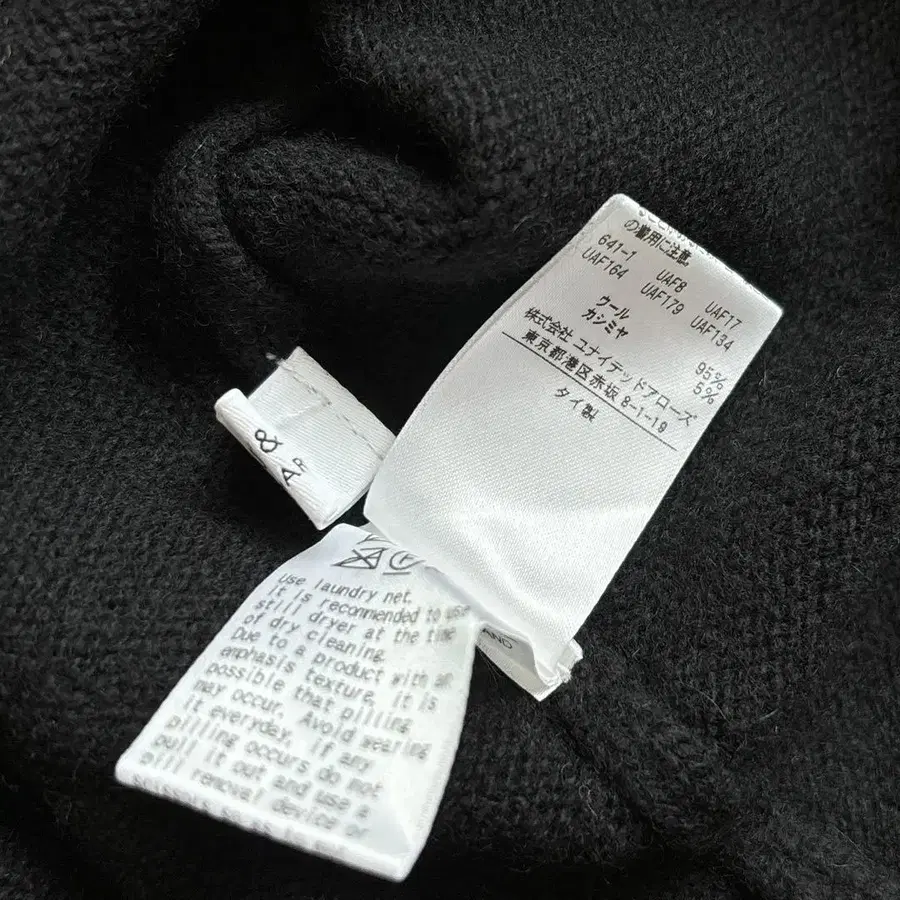 の着用に注意。
641-1 UAF8 UAF17
UAF164 UAF179 UAF134
ウール 95%
カシミヤ 5%
株式会社 ユナイテッドアローズ
東京都港区赤坂 8-1-19
タイ製
&
A R
AND
Use laundry net.
It is recommended to use
still dryer at the time
of dry cleaning.
Due to a product with an
emphasis texture, it is
possible that pilling
may occur. Avoid wearing
it everyday. if any
pilling occurs do not
pull it out and use a
pill removal device or